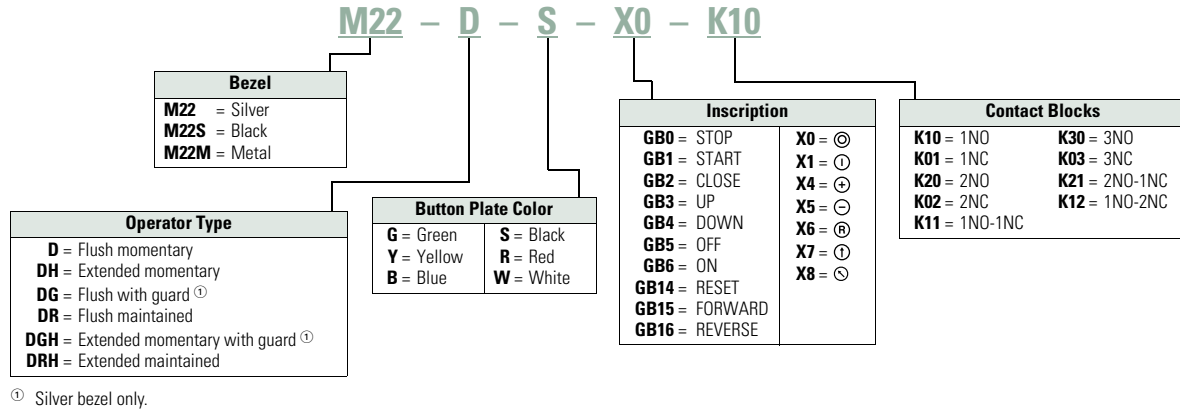 M22 – D – S – X0 – K10
Bezel
M22 = Silver
M22S = Black
M22M = Metal
Operator Type
D = Flush momentary
DH = Extended momentary
DG = Flush with guard ①
DR = Flush maintained
DGH = Extended momentary with guard ①
DRH = Extended maintained
Button Plate Color
G = Green
Y = Yellow
B = Blue
S = Black
R = Red
W = White
Inscription
GB0 = STOP
GB1 = START
GB2 = CLOSE
GB3 = UP
GB4 = DOWN
GB5 = OFF
GB6 = ON
GB14 = RESET
GB15 = FORWARD
GB16 = REVERSE
X0 = ⌾
X1 = ⏼
X4 = ⊕
X5 = ⊖
X6 = Ⓡ
X7 = ↑
X8 = ↖
Contact Blocks
K10 = 1NO
K01 = 1NC
K20 = 2NO
K02 = 2NC
K11 = 1NO-1NC
K30 = 3NO
K03 = 3NC
K21 = 2NO-1NC
K12 = 1NO-2NC
① Silver bezel only.